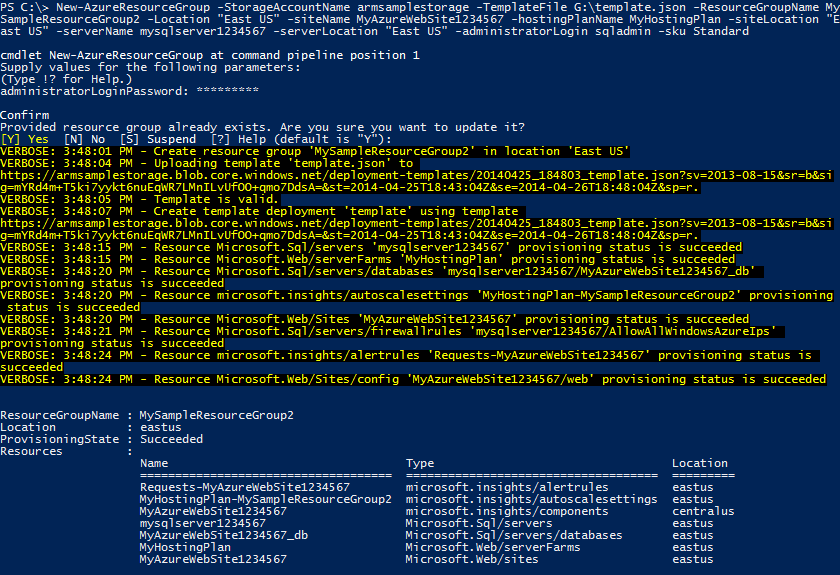 PS C:\> New-AzureResourceGroup -StorageAccountName armsamplestorage -TemplateFile G:\template.json -ResourceGroupName My
SampleResourceGroup2 -Location "East US" -siteName MyAzureWebSite1234567 -hostingPlanName MyHostingPlan -siteLocation "E
ast US" -serverName mysqlserver1234567 -serverLocation "East US" -administratorLogin sqladmin -sku Standard
cmdlet New-AzureResourceGroup at command pipeline position 1
Supply values for the following parameters:
(Type !? for Help.)
administratorLoginPassword: *********
Confirm
Provided resource group already exists. Are you sure you want to update it?
[Y] Yes  [N] No  [S] Suspend  [?] Help (default is "Y"):
VERBOSE: 3:48:01 PM - Create resource group 'MySampleResourceGroup2' in location 'East US'
VERBOSE: 3:48:04 PM - Uploading template 'template.json' to
https://armsamplestorage.blob.core.windows.net/deployment-templates/20140425_184803_template.json?sv=2013-08-15&sr=b&si
g=mYRd4m+T5ki7yykt6nuEqWR7LMnILvUfOO+qmo7DdsA=&st=2014-04-25T18:43:04Z&se=2014-04-26T18:48:04Z&sp=r.
VERBOSE: 3:48:05 PM - Template is valid.
VERBOSE: 3:48:07 PM - Create template deployment 'template' using template
https://armsamplestorage.blob.core.windows.net/deployment-templates/20140425_184803_template.json?sv=2013-08-15&sr=b&si
g=mYRd4m+T5ki7yykt6nuEqWR7LMnILvUfOO+qmo7DdsA=&st=2014-04-25T18:43:04Z&se=2014-04-26T18:48:04Z&sp=r.
VERBOSE: 3:48:15 PM - Resource Microsoft.Sql/servers 'mysqlserver1234567' provisioning status is succeeded
VERBOSE: 3:48:15 PM - Resource Microsoft.Web/serverFarms 'MyHostingPlan' provisioning status is succeeded
VERBOSE: 3:48:20 PM - Resource Microsoft.Sql/servers/databases 'mysqlserver1234567/MyAzureWebSite1234567_db'
provisioning status is succeeded
VERBOSE: 3:48:20 PM - Resource microsoft.insights/autoscalesettings 'MyHostingPlan-MySampleResourceGroup2' provisioning
 status is succeeded
VERBOSE: 3:48:20 PM - Resource Microsoft.Web/Sites 'MyAzureWebSite1234567' provisioning status is succeeded
VERBOSE: 3:48:21 PM - Resource Microsoft.Sql/servers/firewallrules 'mysqlserver1234567/AllowAllWindowsAzureIps'
provisioning status is succeeded
VERBOSE: 3:48:24 PM - Resource microsoft.insights/alertrules 'Requests-MyAzureWebSite1234567' provisioning status is
succeeded
VERBOSE: 3:48:24 PM - Resource Microsoft.Web/Sites/config 'MyAzureWebSite1234567/web' provisioning status is succeeded
ResourceGroupName : MySampleResourceGroup2
Location          : eastus
ProvisioningState : Succeeded
Resources         :
                    Name                                 Type                                  Location
                    ===================================  ====================================  =========
                    Requests-MyAzureWebSite1234567       microsoft.insights/alertrules         eastus
                    MyHostingPlan-MySampleResourceGroup2  microsoft.insights/autoscalesettings  eastus
                    MyAzureWebSite1234567                microsoft.insights/components         centralus
                    mysqlserver1234567                   Microsoft.Sql/servers                 eastus
                    MyAzureWebSite1234567_db             Microsoft.Sql/servers/databases       eastus
                    MyHostingPlan                        Microsoft.Web/serverFarms             eastus
                    MyAzureWebSite1234567                Microsoft.Web/sites                   eastus